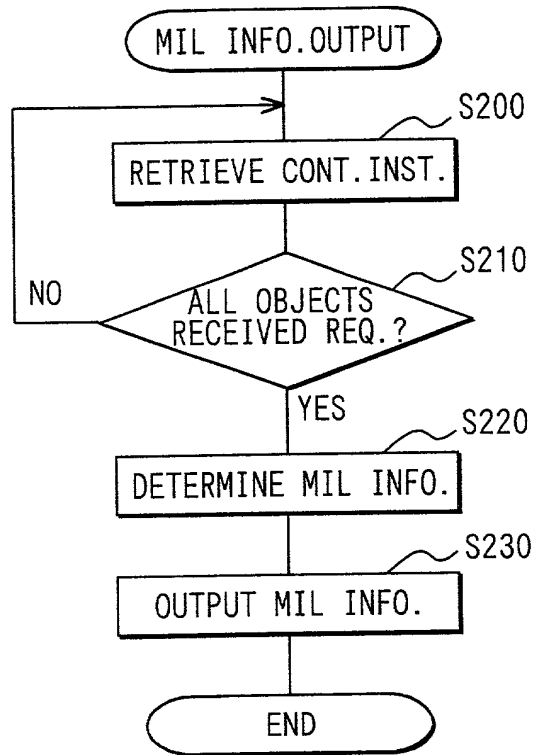 MIL INFO.OUTPUT
S200
RETRIEVE CONT.INST.
S210
NO
ALL OBJECTS
RECEIVED REQ.?
YES
S220
DETERMINE MIL INFO.
S230
OUTPUT MIL INFO.
END